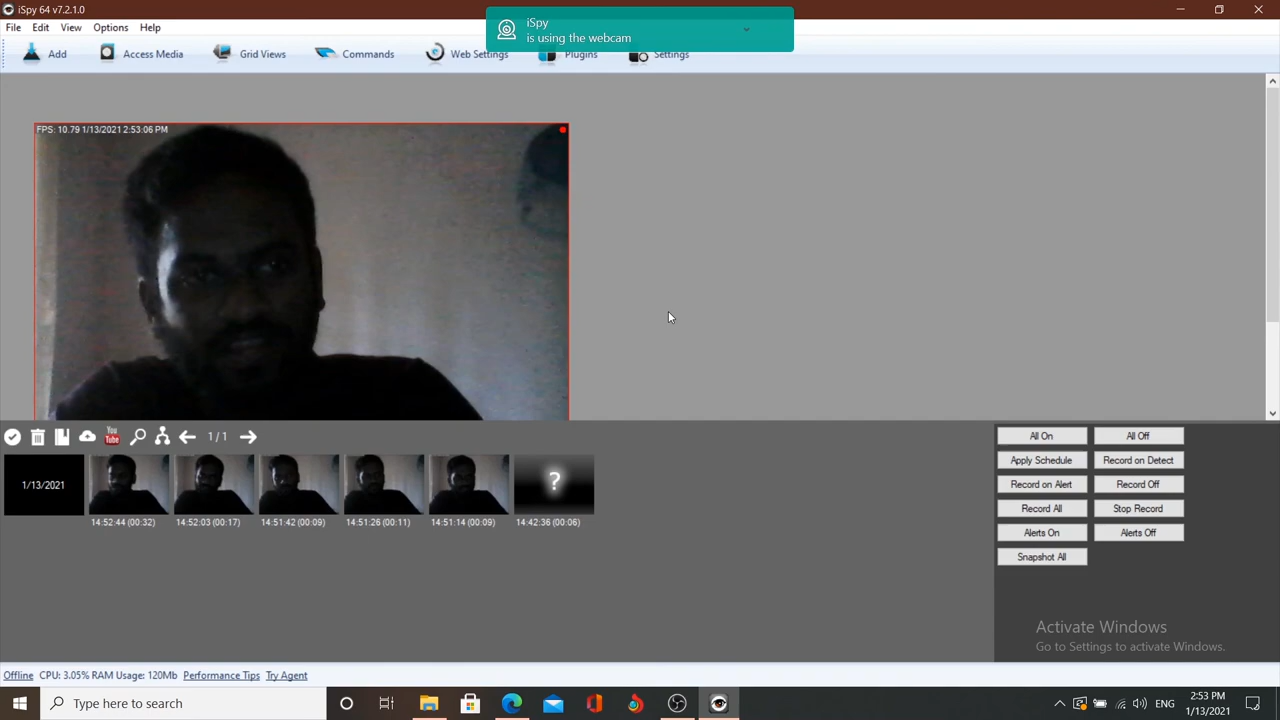 iSpy 64 v7.2.1.0
iSpy
is using the webcam
File Edit View Options Help
Add Access Media Grid Views Commands Web Settings Plugins Settings
FPS: 10.79 1/13/2021 2:53:06 PM
You
Tube
1 / 1
1/13/2021
14:52:44 (00:32) 14:52:03 (00:17) 14:51:42 (00:09) 14:51:26 (00:11) 14:51:14 (00:09) 14:42:36 (00:06)
?
All On All Off
Apply Schedule Record on Detect
Record on Alert Record Off
Record All Stop Record
Alerts On Alerts Off
Snapshot All
Activate Windows
Go to Settings to activate Windows.
Offline CPU: 3.05% RAM Usage: 120Mb Performance Tips Try Agent
Type here to search
ENG
2:53 PM
1/13/2021